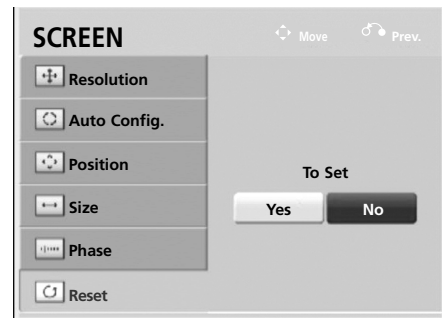 SCREEN
Move Prev.
Resolution
Auto Config.
Position
Size
Phase
Reset
To Set
Yes No